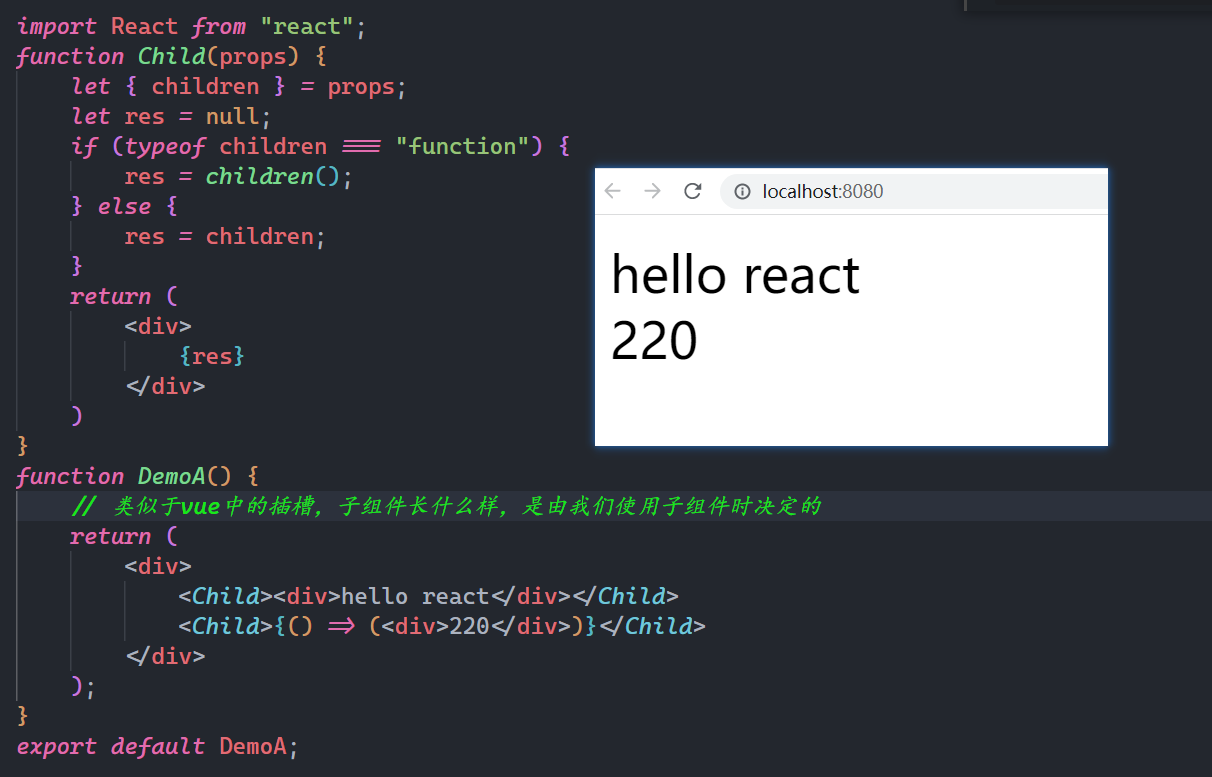 import React from "react";
function Child(props) {
    let { children } = props;
    let res = null;
    if (typeof children === "function") {
        res = children();
    } else {
        res = children;
    }
    return (
        <div>
            {res}
        </div>
    )
}
function DemoA() {
    // 类似于vue中的插槽，子组件长什么样，是由我们使用子组件时决定的
    return (
        <div>
            <Child><div>hello react</div></Child>
            <Child>{() => (<div>220</div>)}</Child>
        </div>
    );
}
export default DemoA;
localhost:8080
hello react
220